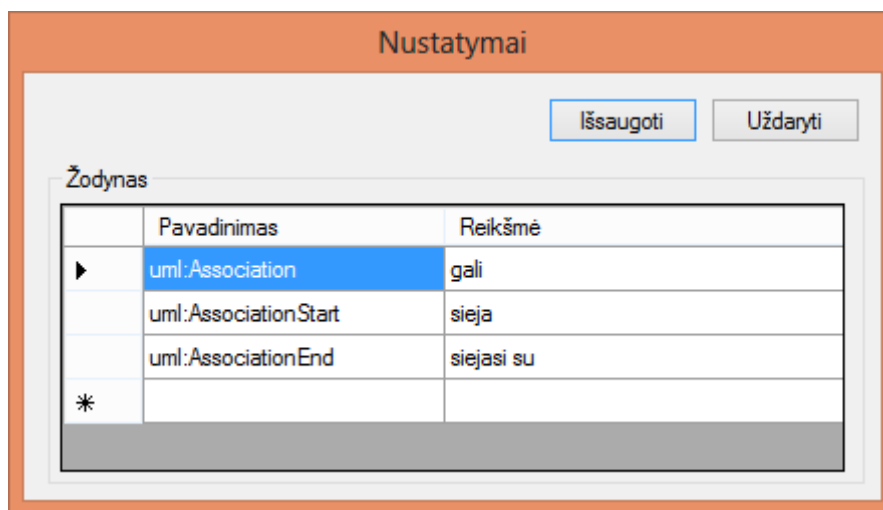 Nustatymai
Išsaugoti Uždaryti
Žodynas
Pavadinimas Reikšmė
uml:Association gali
uml:AssociationStart sieja
uml:AssociationEnd siejasi su